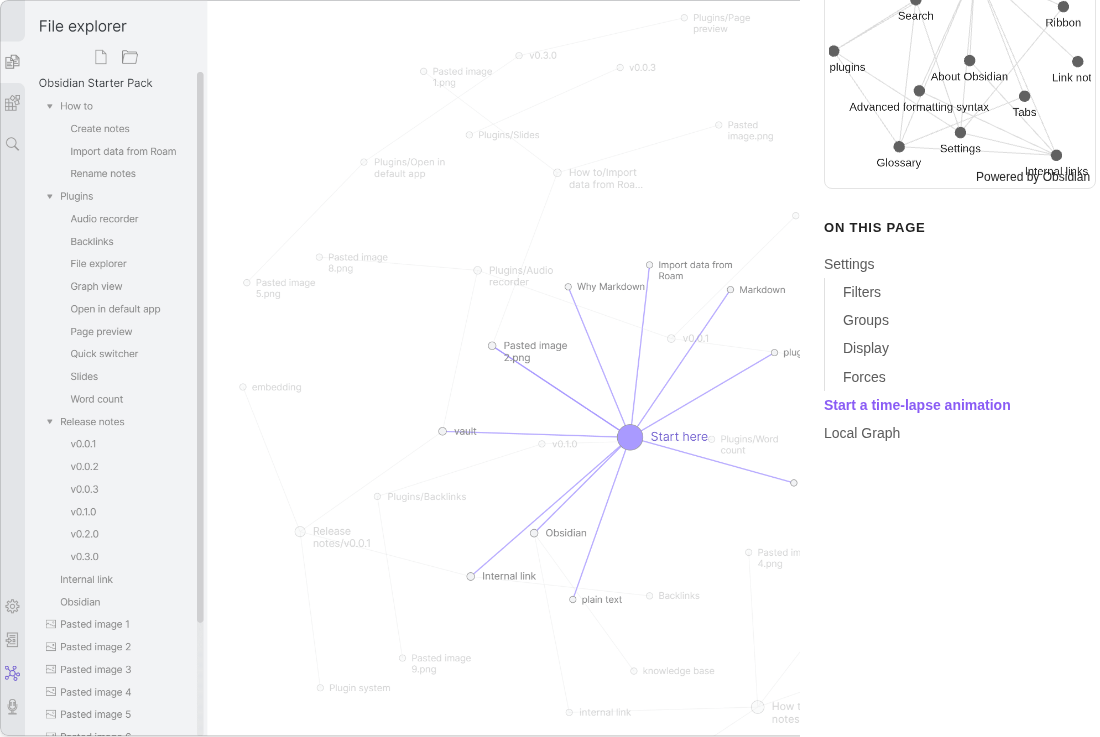 File explorer
Obsidian Starter Pack
How to
Create notes
Import data from Roam
Rename notes
Plugins
Audio recorder
Backlinks
File explorer
Graph view
Open in default app
Page preview
Quick switcher
Slides
Word count
Release notes
v0.0.1
v0.0.2
v0.0.3
v0.1.0
v0.2.0
v0.3.0
Internal link
Obsidian
Pasted image 1
Pasted image 2
Pasted image 3
Pasted image 4
Pasted image 5
Plugins/Page
preview
v0.3.0
v0.0.3
Pasted image
1.png
Plugins/Slides
Pasted
image.png
Plugins/Open in
default app
How to/Import
data from Roa...
Pasted image
8.png
Plugins/Audio
recorder
Pasted image
5.png
Import data from
Roam
Why Markdown
Markdown
v0.0.1
Pasted image
2.png
plug
embedding
vault
Start here
v0.1.0
Plugins/Word
count
Plugins/Backlinks
Release
notes/v0.0.1
Obsidian
Pasted im
4.png
Internal link
plain text
Backlinks
Pasted image
9.png
knowledge base
Plugin system
internal link
How t
notes
Search
Ribbon
plugins
About Obsidian
Link not
Advanced formatting syntax
Tabs
Settings
Glossary
Internal links
Powered by Obsidian
ON THIS PAGE
Settings
Filters
Groups
Display
Forces
Start a time-lapse animation
Local Graph